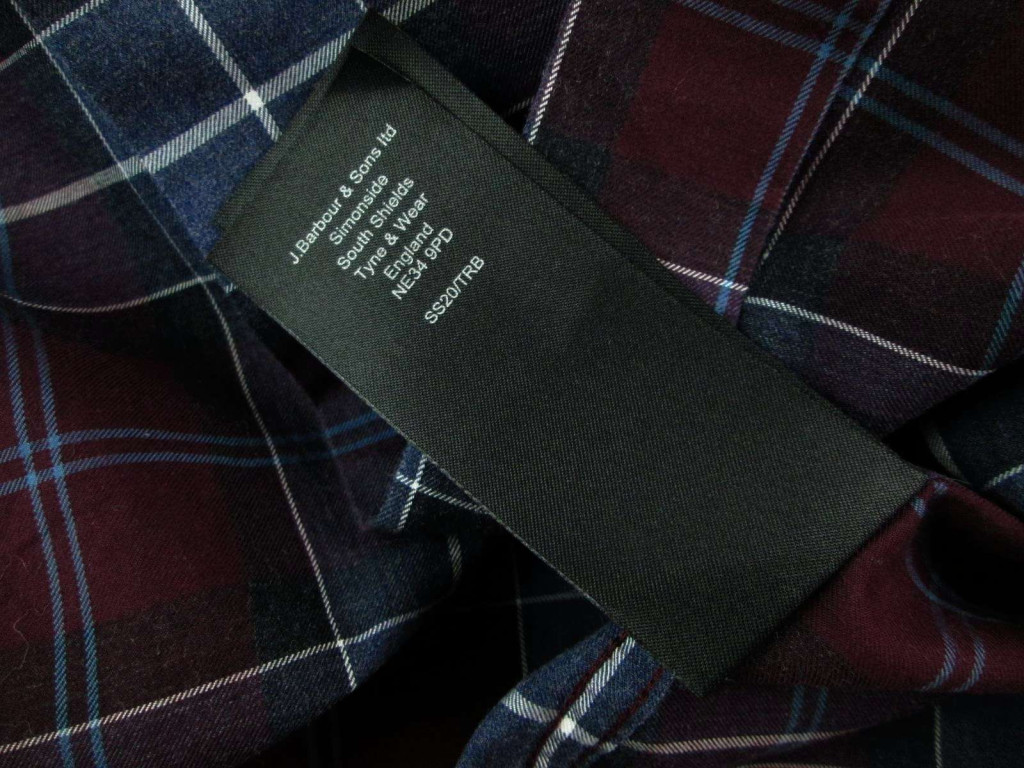 J.Barbour & Sons ltd
Simonside
South Shields
Tyne & Wear
England
NE34 9PD
SS20/TRB